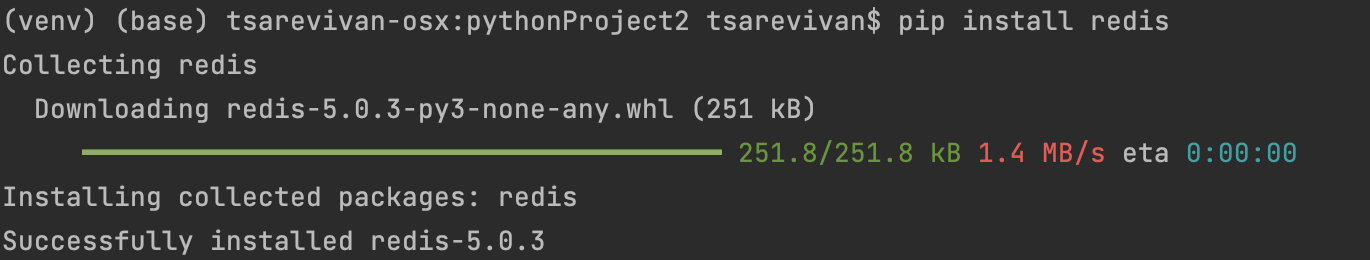 (venv) (base) tsarevivan-osx:pythonProject2 tsarevivan$ pip install redis
Collecting redis
  Downloading redis-5.0.3-py3-none-any.whl (251 kB)
251.8/251.8 kB 1.4 MB/s eta 0:00:00
Installing collected packages: redis
Successfully installed redis-5.0.3